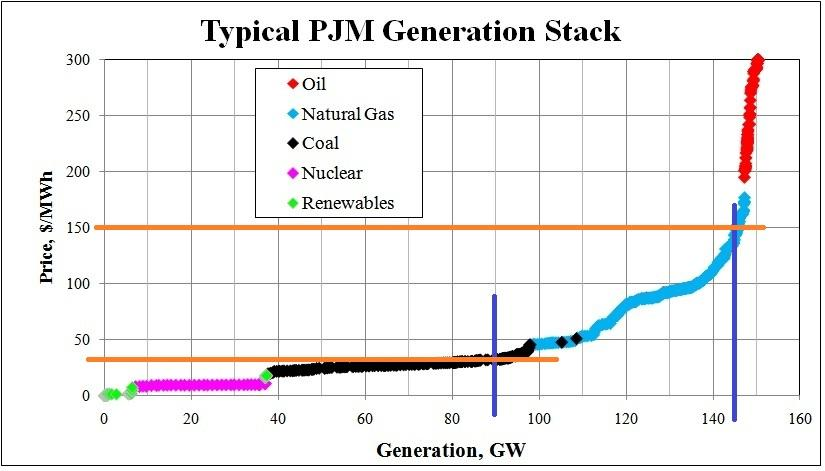 Typical PJM Generation Stack
300
250
200
150
100
50
0
Price, $/MWh
Oil
Natural Gas
Coal
Nuclear
Renewables
0 20 40 60 80 100 120 140 160
Generation, GW